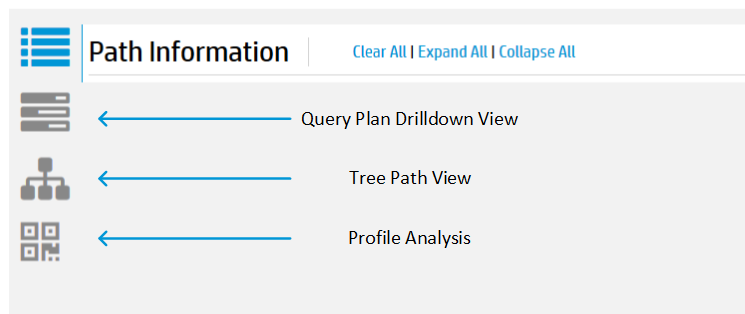 Path Information
Clear All | Expand All | Collapse All
Query Plan Drilldown View
Tree Path View
Profile Analysis